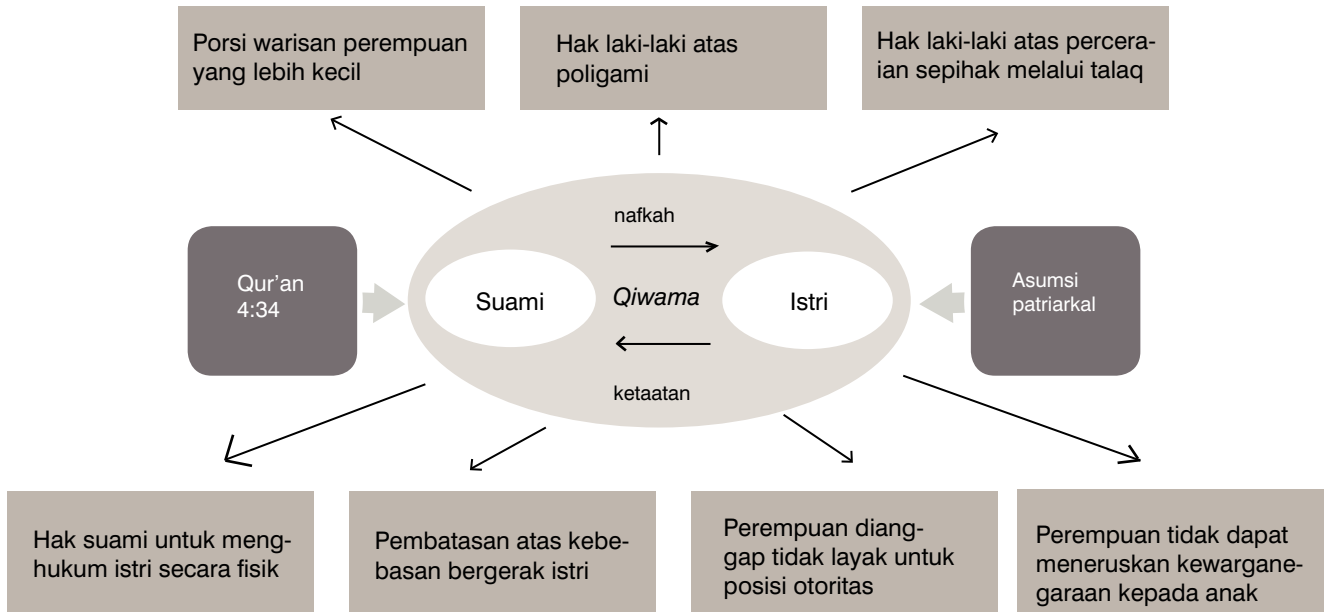 Porsi warisan perempuan
yang lebih kecil
Hak laki-laki atas
poligami
Hak laki-laki atas percera-
ian sepihak melalui talaq
Qur’an
4:34
Suami
nafkah
Qiwama
ketaatan
Istri
Asumsi
patriarkal
Hak suami untuk meng-
hukum istri secara fisik
Pembatasan atas kebe-
basan bergerak istri
Perempuan diang-
gap tidak layak untuk
posisi otoritas
Perempuan tidak dapat
meneruskan kewargane-
garaan kepada anak